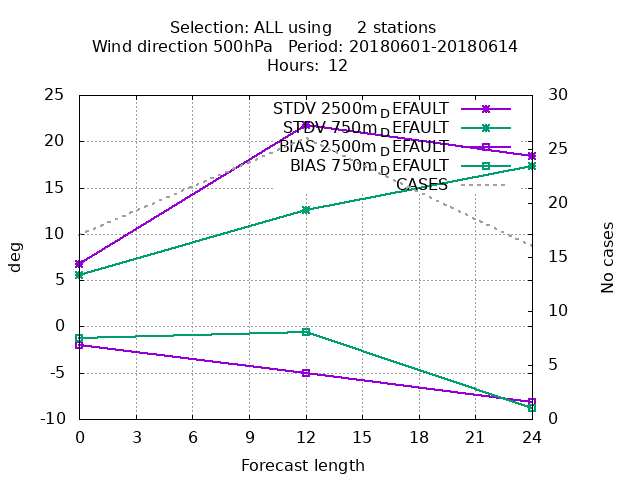 Selection: ALL using 2 stations
Wind direction 500hPa Period: 20180601-20180614
Hours: 12
25
20
15
10
5
0
-5
-10
deg
30
25
20
15
10
5
0
No cases
STDV 2500m_DEFAULT
STDV 750m_DEFAULT
BIAS 2500m_DEFAULT
BIAS 750m_DEFAULT
CASES
0 3 6 9 12 15 18 21 24
Forecast length